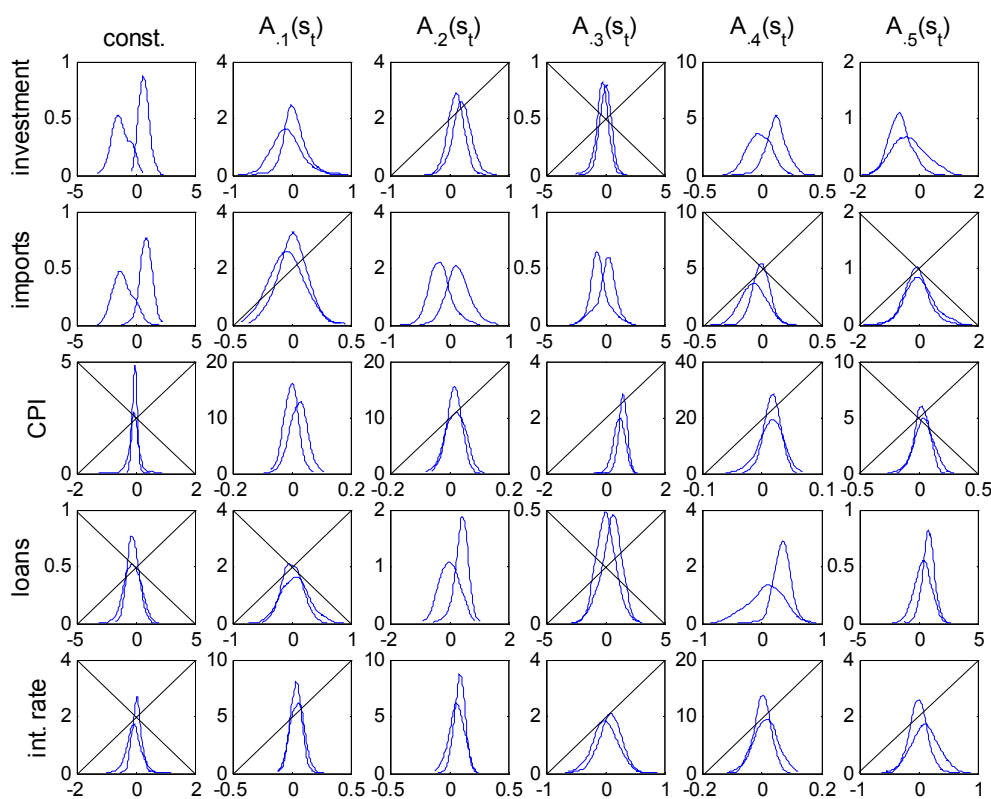 const. A.1(st) A.2(st) A.3(st) A.4(st) A.5(st)
investment
1 4 4 1 10 2
0.5 2 2 0.5 5 1
0 0 0 0 0 0
-5 0 5 -1 0 1 -1 0 1 -5 0 5 -0.5 0 0.5 -2 0 2
imports
1 4 4 1 10 2
0.5 2 2 0.5 5 1
0 0 0 0 0 0
-5 0 5 -0.5 0 0.5 -1 0 1 -5 0 5 -0.5 0 0.5 -2 0 2
CPI
5 20 20 4 40 10
10 10 2 20 5
0 0 0 0 0 0
-2 0 2 -0.2 0 0.2 -0.2 0 0.2 -1 0 1 -0.1 0 0.1 -0.5 0 0.5
loans
1 4 2 0.5 4 1
0.5 2 1 2 0.5
0 0 0 0 0 0
-5 0 5 -1 0 1 -2 0 2 -5 0 5 -1 0 1 -5 0 5
int. rate
4 10 10 4 20 4
2 5 5 2 10 2
0 0 0 0 0 0
-2 0 2 -0.5 0 0.5 -0.5 0 0.5 -1 0 1 -0.2 0 0.2 -1 0 1